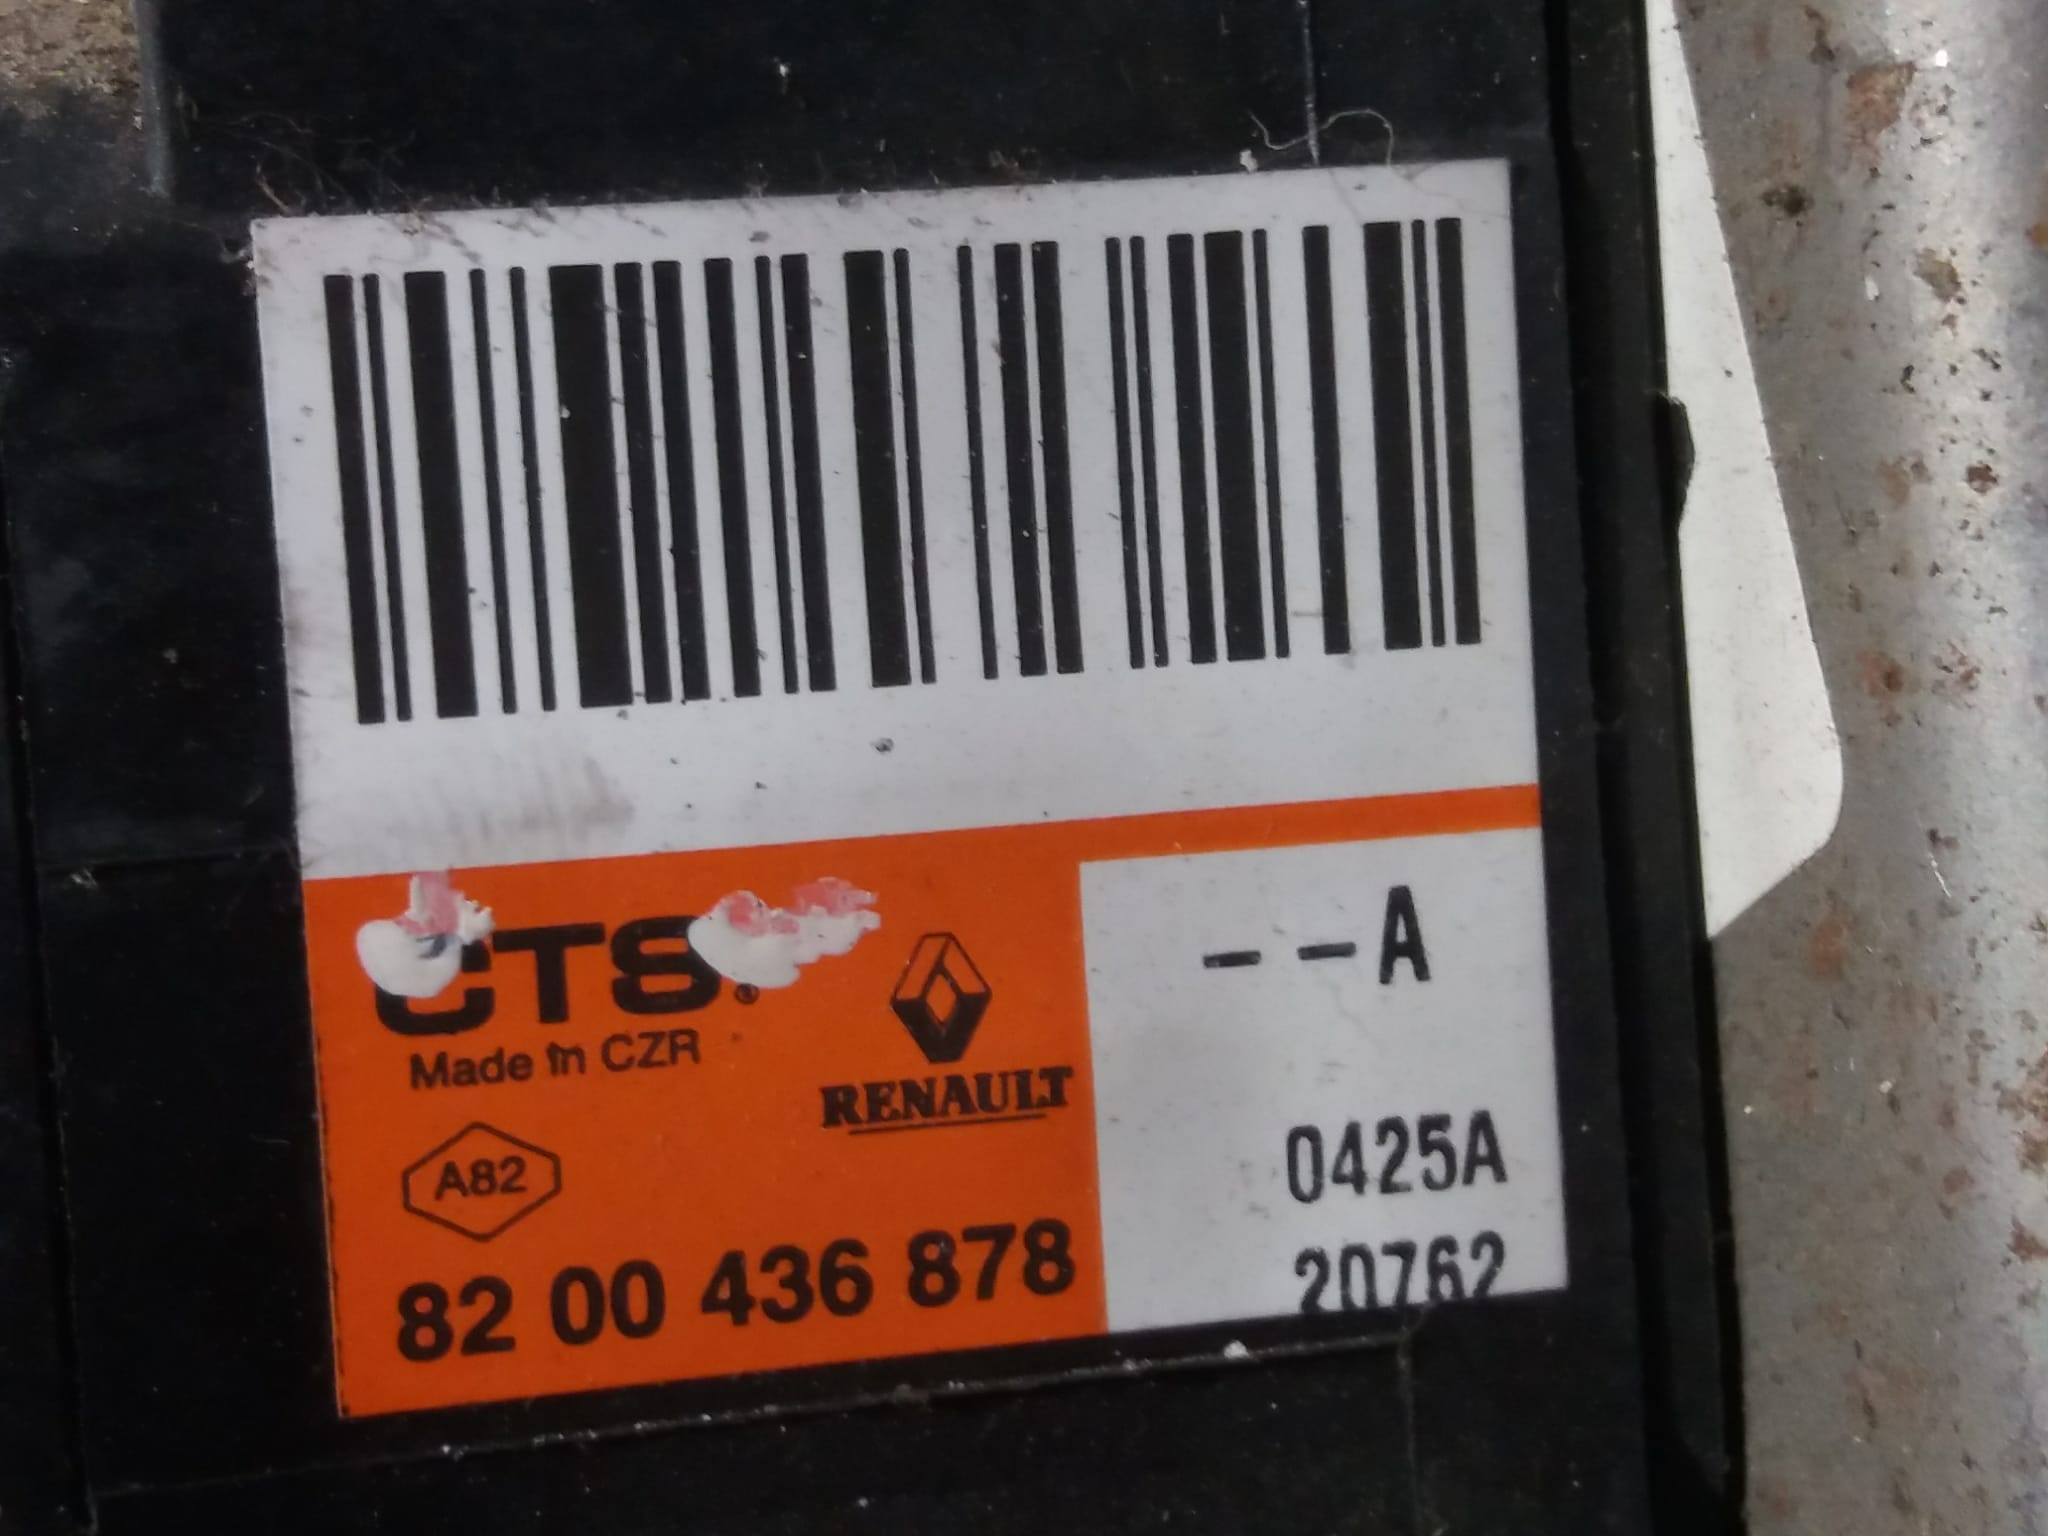 --A
CTS®
Made in CZR
RENAULT
0425A
A82
82 00 436 878
20762